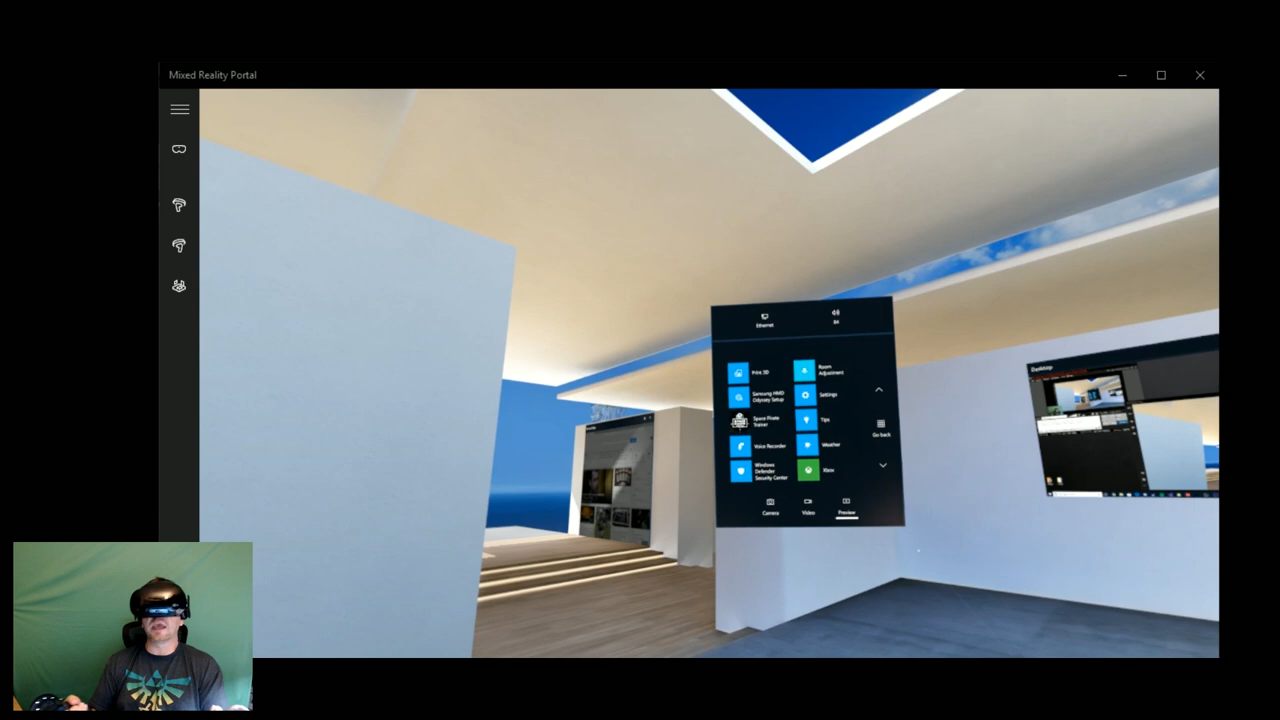 Mixed Reality Portal
Ethernet
84
Print 3D
Room
Adjustment
Samsung HMD
Odyssey Setup
Settings
Space Pirate
Trainer
Tips
Go back
Voice Recorder
Weather
Windows
Defender
Security Center
Xbox
Camera
Video
Preview
Desktop